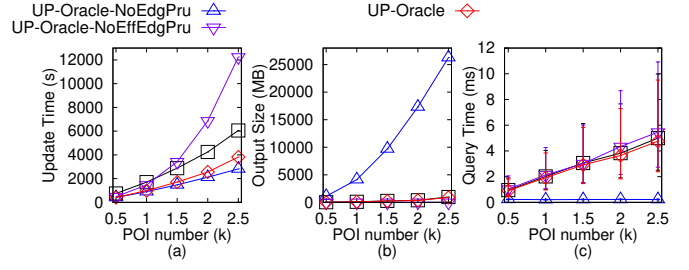 UP-Oracle-NoEdgPru
UP-Oracle
UP-Oracle-NoEffEdgPru
Update Time (s)
12000
10000
8000
6000
4000
2000
0
0.5 1 1.5 2 2.5
POI number (k)
(a)
Output Size (MB)
25000
20000
15000
10000
5000
0
0.5 1 1.5 2 2.5
POI number (k)
(b)
Query Time (ms)
12
10
8
6
4
2
0
0.5 1 1.5 2 2.5
POI number (k)
(c)